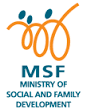 MSF
MINISTRY OF
SOCIAL AND FAMILY
DEVELOPMENT